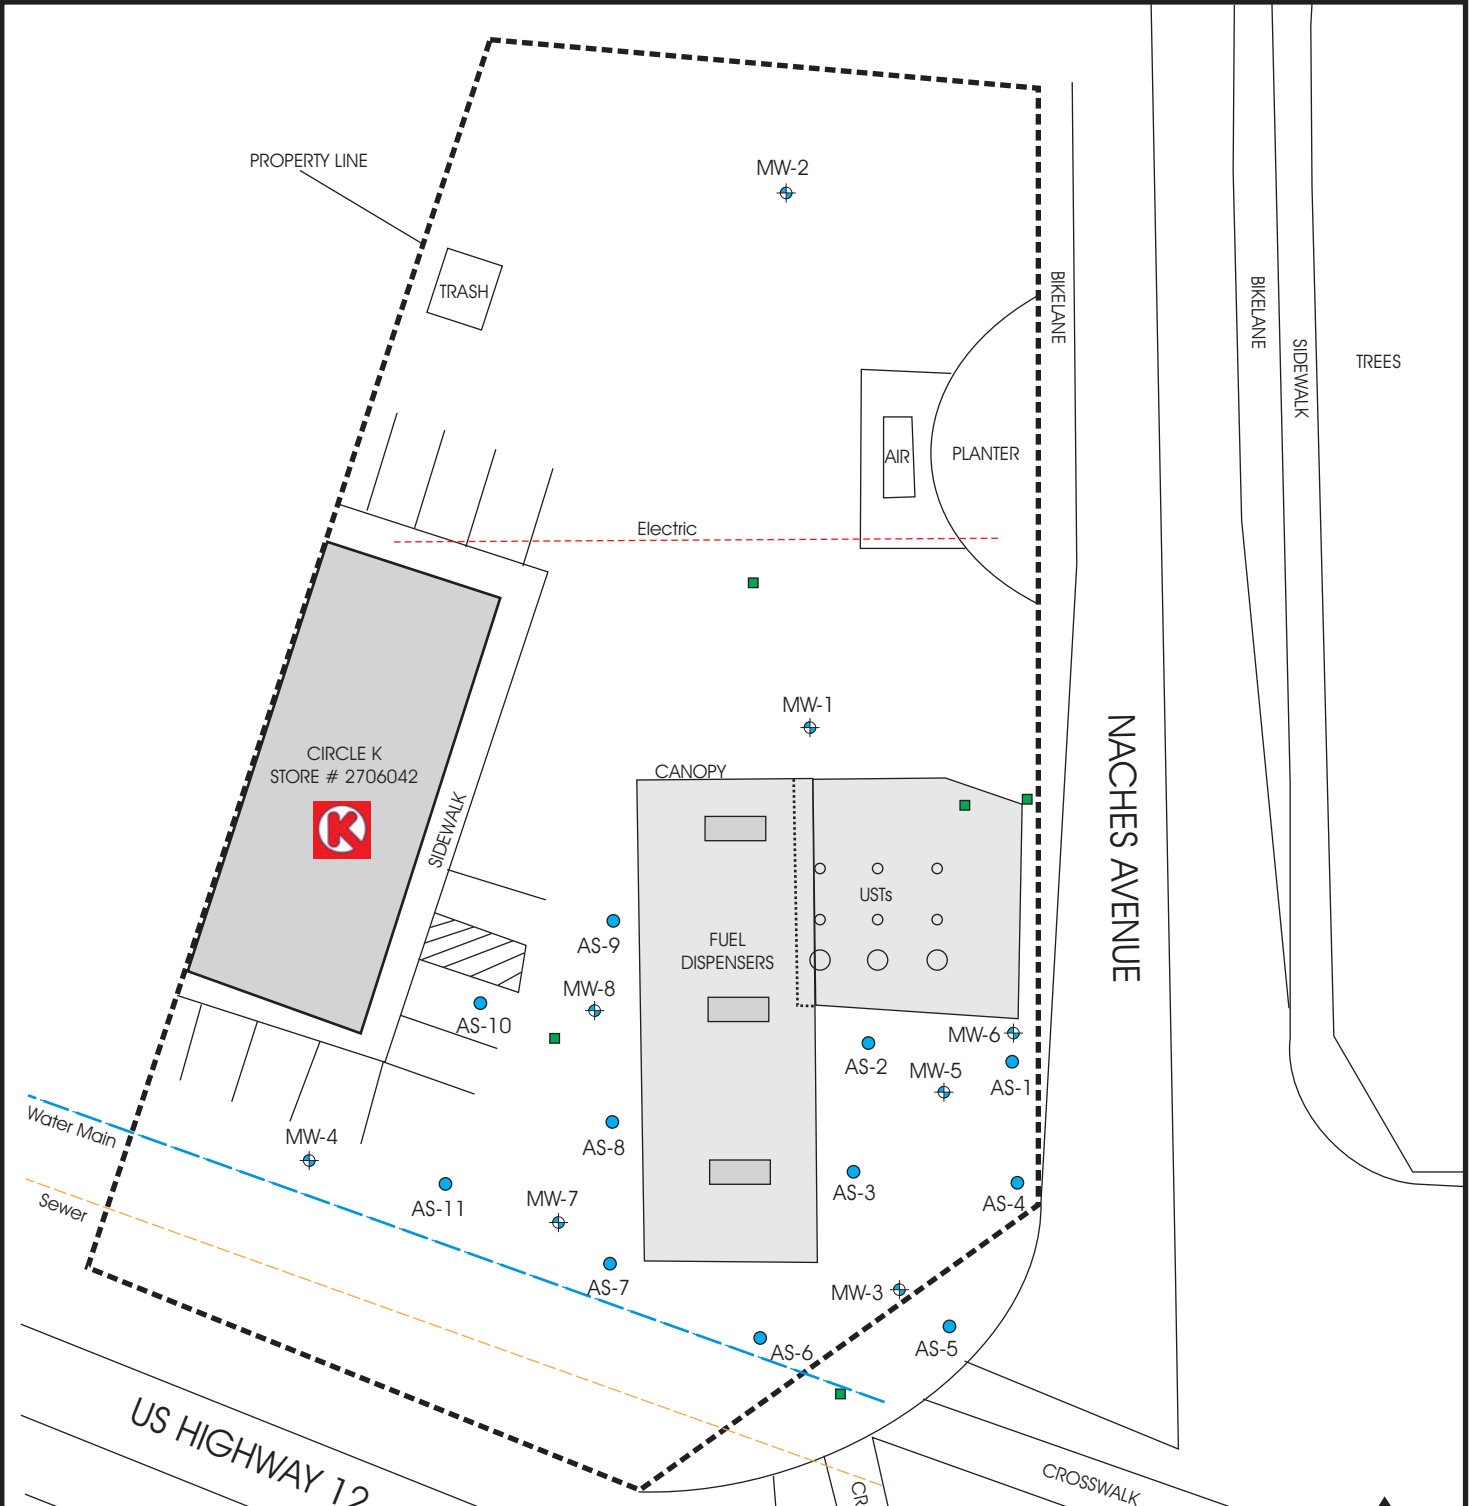 MW-2
PROPERTY LINE
TRASH
BIKELANE
BIKELANE
SIDEWALK
TREES
AIR
PLANTER
Electric
MW-1
NACHES AVENUE
CIRCLE K
STORE # 2706042
K
SIDEWALK
CANOPY
USTs
FUEL
DISPENSERS
AS-9
MW-8
AS-10
MW-6
AS-2
MW-5
AS-1
Water Main
MW-4
AS-8
AS-3
AS-4
AS-11
MW-7
Sewer
AS-7
MW-3
AS-6
AS-5
US HIGHWAY 12
CROSSWALK
CR